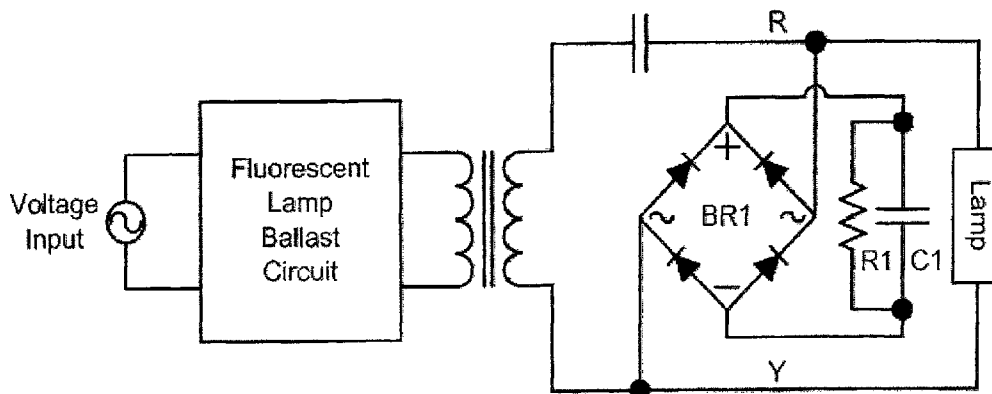 R
Voltage
Input
Fluorescent
Lamp
Ballast
Circuit
+
~ BR1 ~
−
R1 C1
Lamp
Y